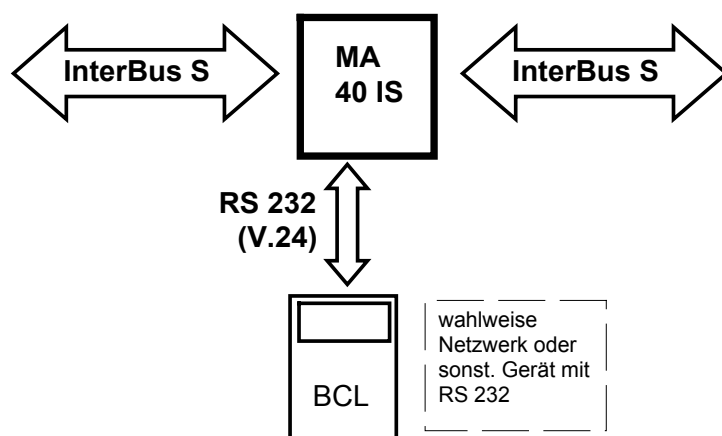 InterBus S
MA
40 IS
InterBus S
RS 232
(V.24)
BCL
wahlweise
Netzwerk oder
sonst. Gerät mit
RS 232